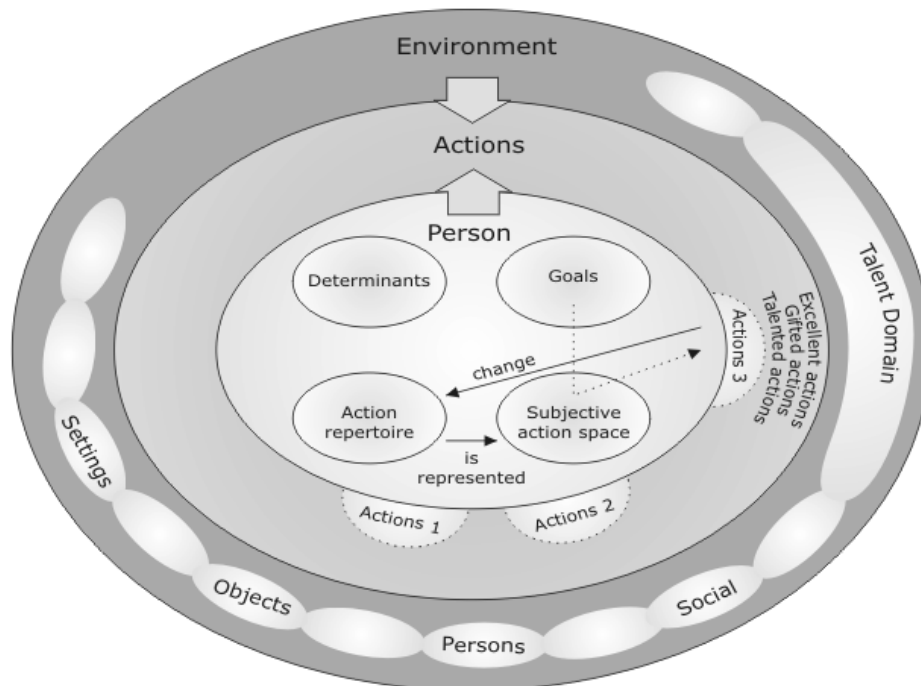 Environment
Actions
Person
Determinants
Goals
change
Action
repertoire
Subjective
action space
is
represented
Actions 1
Actions 2
Actions 3
Excellent actions
Gifted actions
Talented actions
Talent Domain
Settings
Objects
Persons
Social